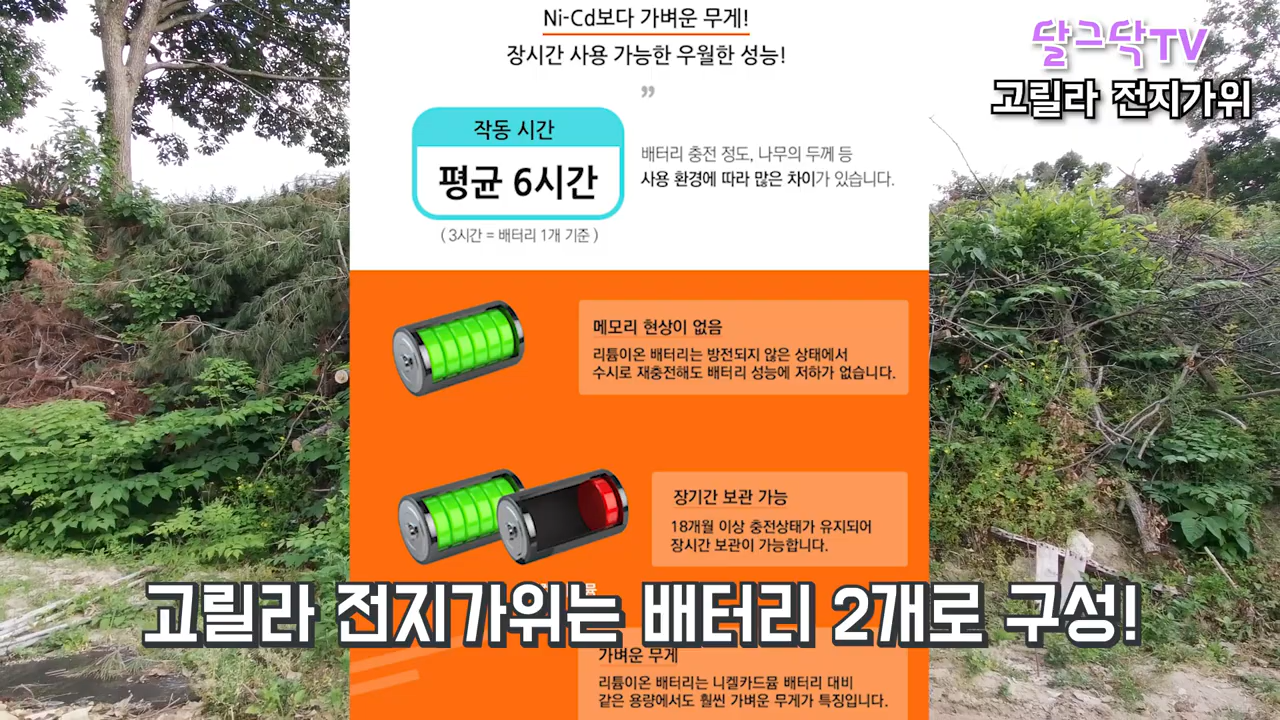 Ni-Cd보다 가벼운 무게!
장시간 사용 가능한 우월한 성능!
”
달그닥TV
고릴라 전지가위
작동 시간
평균 6시간
( 3시간 = 배터리 1개 기준 )
배터리 충전 정도, 나무의 두께 등
사용 환경에 따라 많은 차이가 있습니다.
메모리 현상이 없음
리튬이온 배터리는 방전되지 않은 상태에서
수시로 재충전해도 배터리 성능에 저하가 없습니다.
장기간 보관 가능
18개월 이상 충전상태가 유지되어
장시간 보관이 가능합니다.
고릴라 전지가위는 배터리 2개로 구성!
가벼운 무게
리튬이온 배터리는 니켈카드뮴 배터리 대비
같은 용량에서도 훨씬 가벼운 무게가 특징입니다.